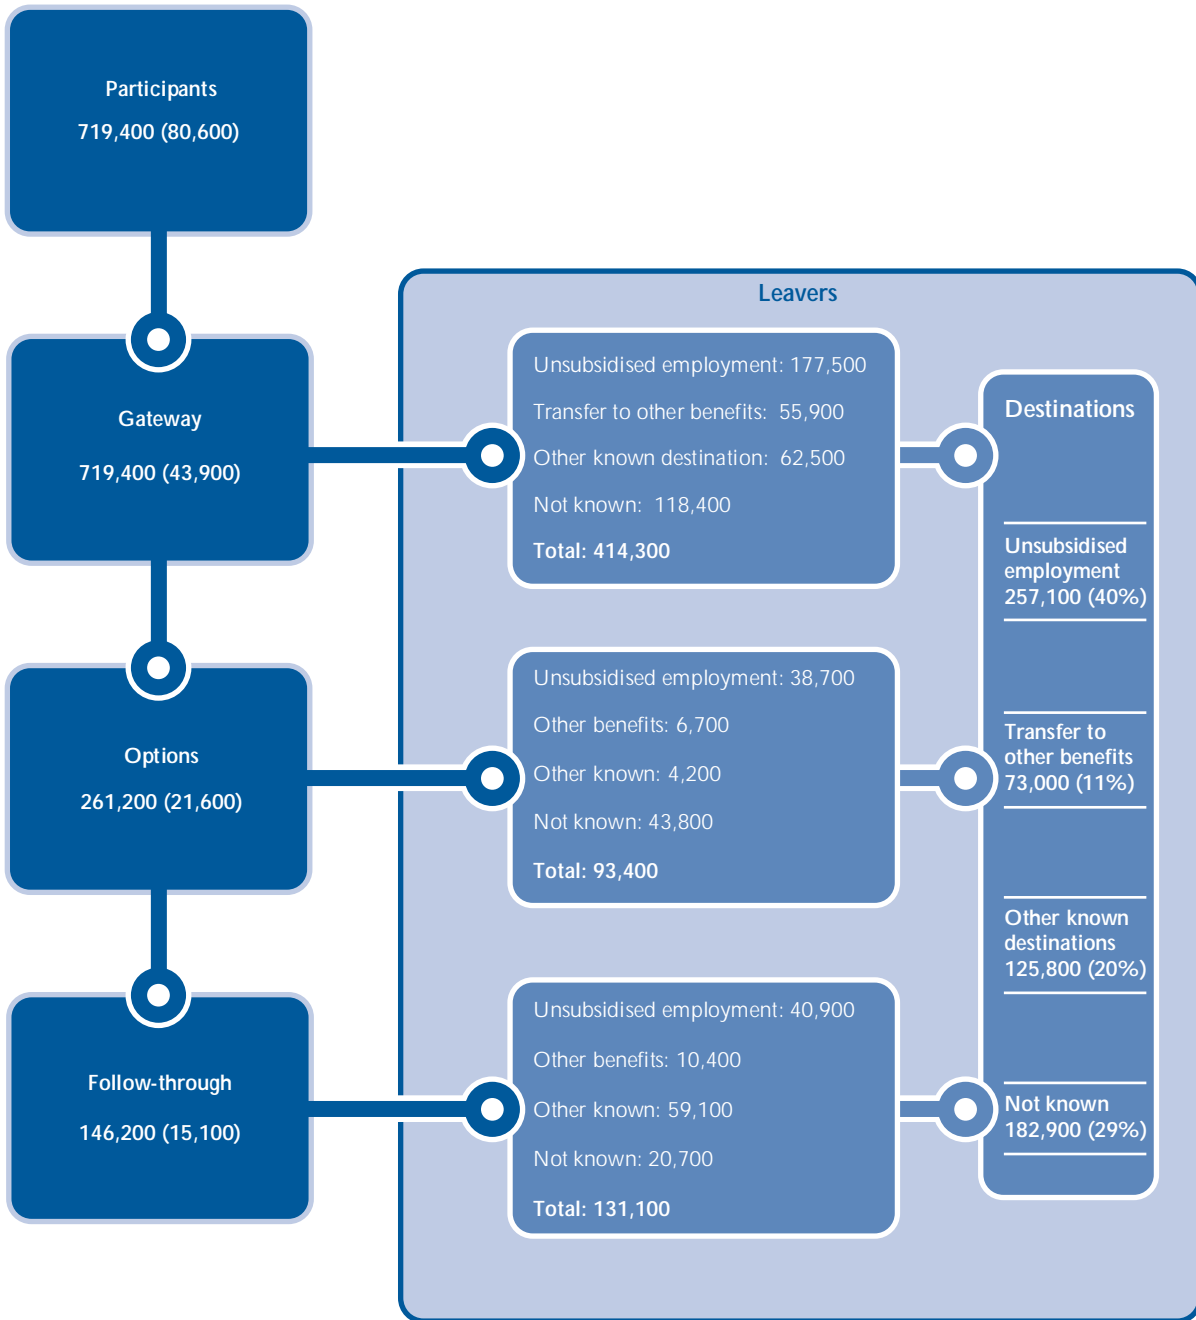 Participants
719,400 (80,600)
Gateway
719,400 (43,900)
Options
261,200 (21,600)
Follow-through
146,200 (15,100)
Leavers
Unsubsidised employment: 177,500
Transfer to other benefits: 55,900
Other known destination: 62,500
Not known: 118,400
Total: 414,300
Unsubsidised employment: 38,700
Other benefits: 6,700
Other known: 4,200
Not known: 43,800
Total: 93,400
Unsubsidised employment: 40,900
Other benefits: 10,400
Other known: 59,100
Not known: 20,700
Total: 131,100
Destinations
Unsubsidised
employment
257,100 (40%)
Transfer to
other benefits
73,000 (11%)
Other known
destinations
125,800 (20%)
Not known
182,900 (29%)